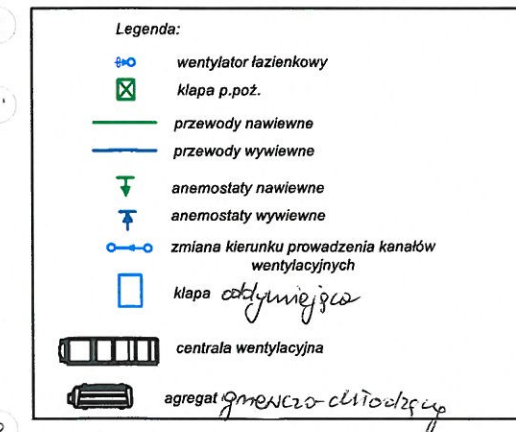 Legenda:
wentylator łazienkowy
klapa p.poż.
przewody nawiewne
przewody wywiewne
anemostaty nawiewne
anemostaty wywiewne
zmiana kierunku prowadzenia kanałów
wentylacyjnych
klapa oddymiająca
centrala wentylacyjna
agregat grzewczo-chłodzący